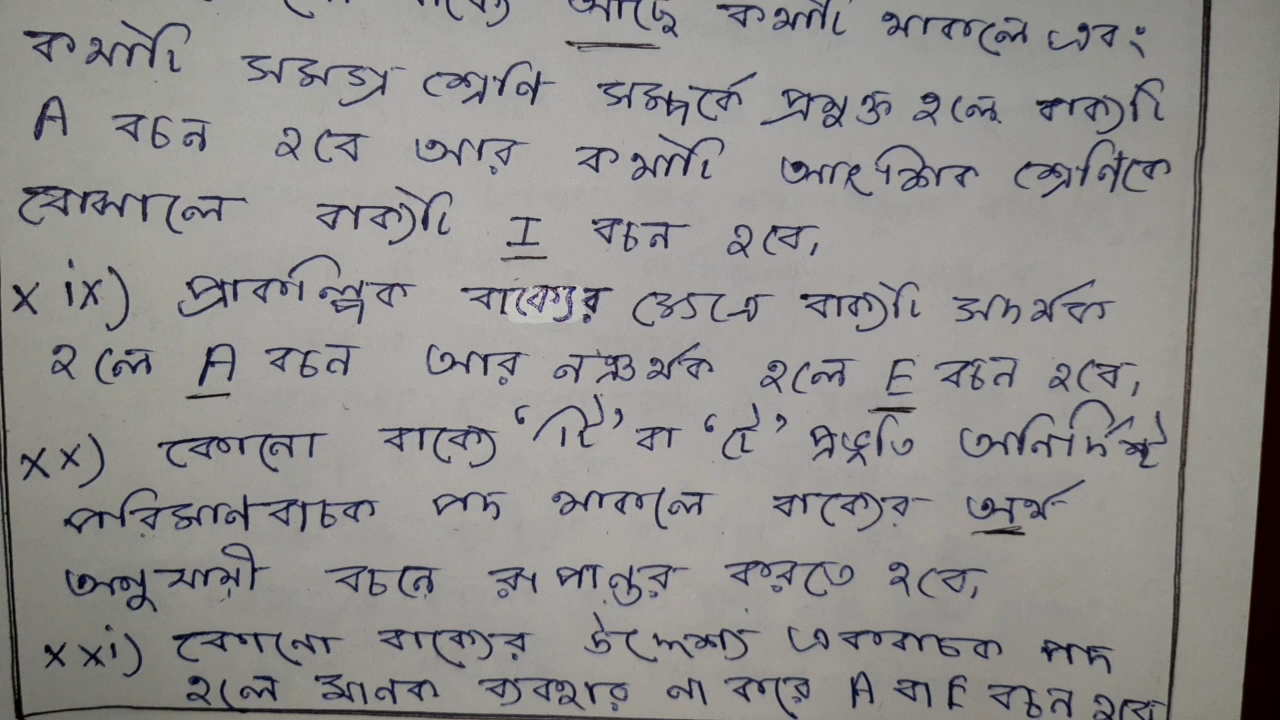 বাক্যে আছে কথাটি থাকলে এবং
কথাটি সমগ্র শ্রেণি সম্পর্কে প্রযুক্ত হলে বাক্যটি
A বচন হবে আর কথাটি আংশিক শ্রেণিকে
বোঝালে বাক্যটি I বচন হবে,
xix) প্রাকল্পিক বাক্যের ক্ষেত্রে বাক্যটি সদর্থক
হলে A বচন আর নঞর্থক হলে E বচন হবে,
xx) কোনো বাক্যে 'টি' বা 'টে' প্রভৃতি অনির্দিষ্ট
পরিমানবাচক পদ থাকলে বাক্যের অর্থ
অনুযায়ী বচনে রূপান্তর করতে হবে,
xxi) কোনো বাক্যের উদ্দেশ্য একবাচক পদ
হলে মানক ব্যবহার না করে A বা E বচন হবে